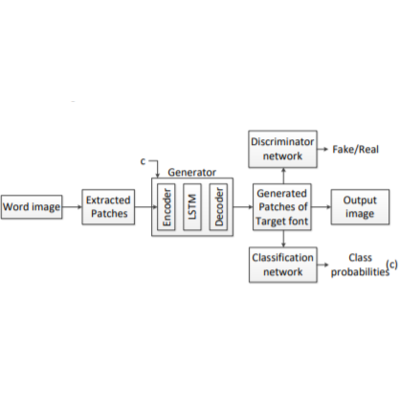 Discriminator
network
Fake/Real
c
Generator
Word image
Extracted
Patches
Encoder
LSTM
Decoder
Generated
Patches of
Target font
Output
image
Classification
network
Class
probabilities
(c)